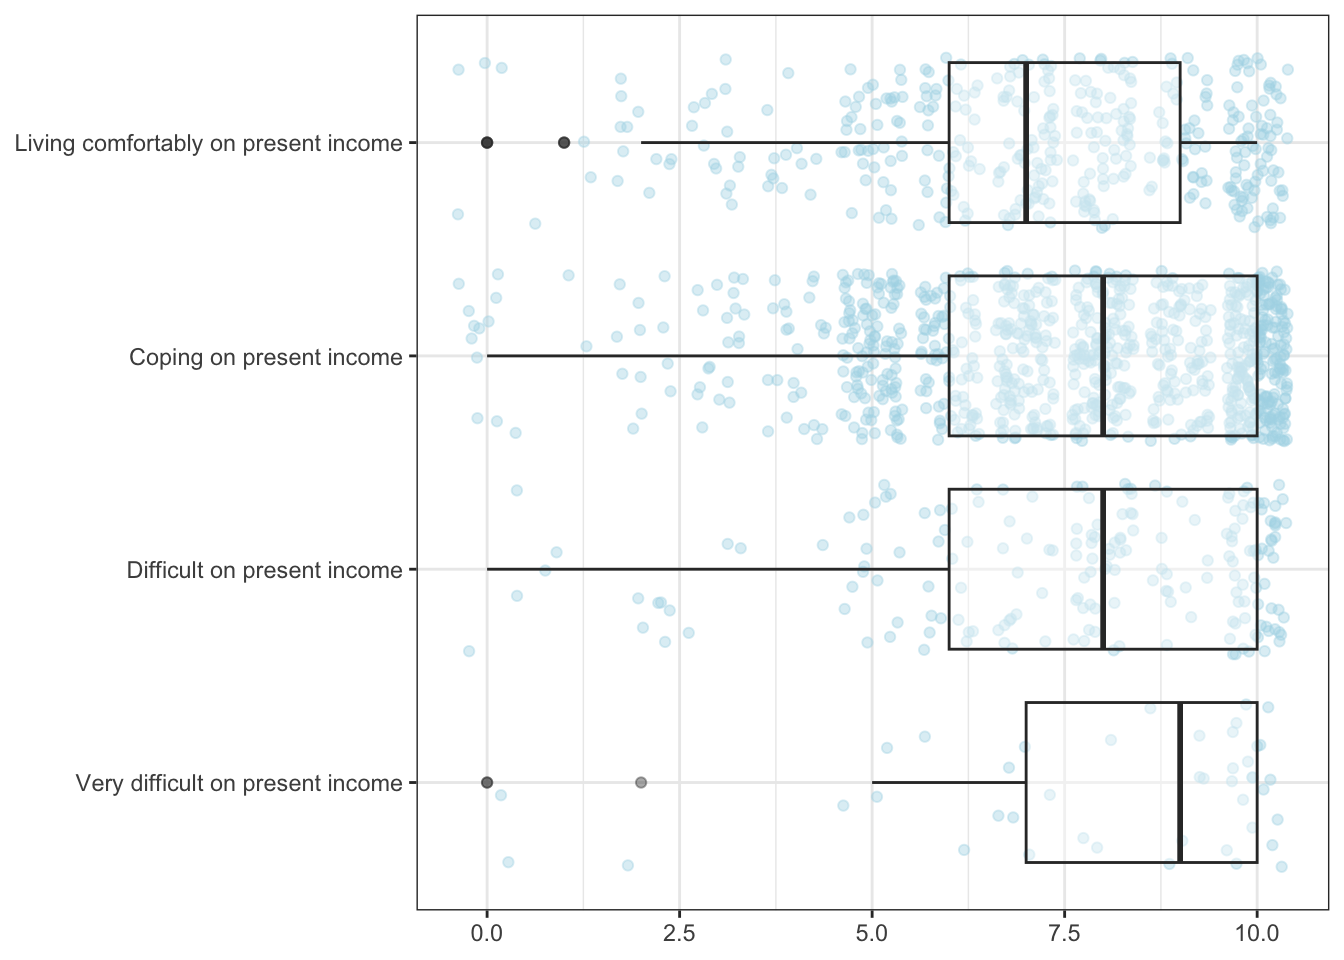 Living comfortably on present income
Coping on present income
Difficult on present income
Very difficult on present income
0.0 2.5 5.0 7.5 10.0